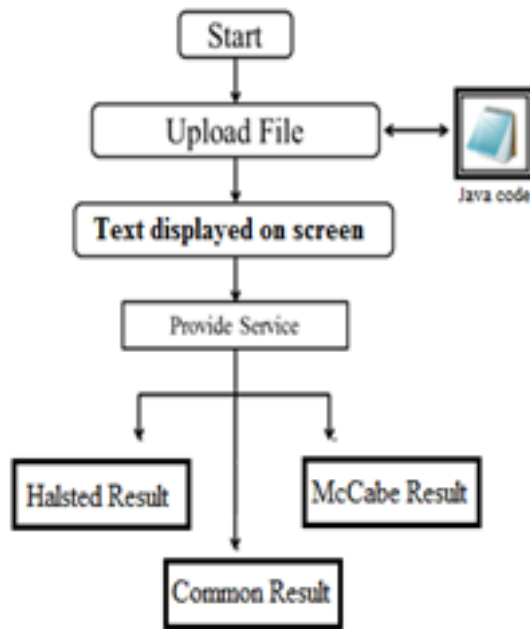 Start
Upload File
Java code
Text displayed on screen
Provide Service
Halsted Result
McCabe Result
Common Result